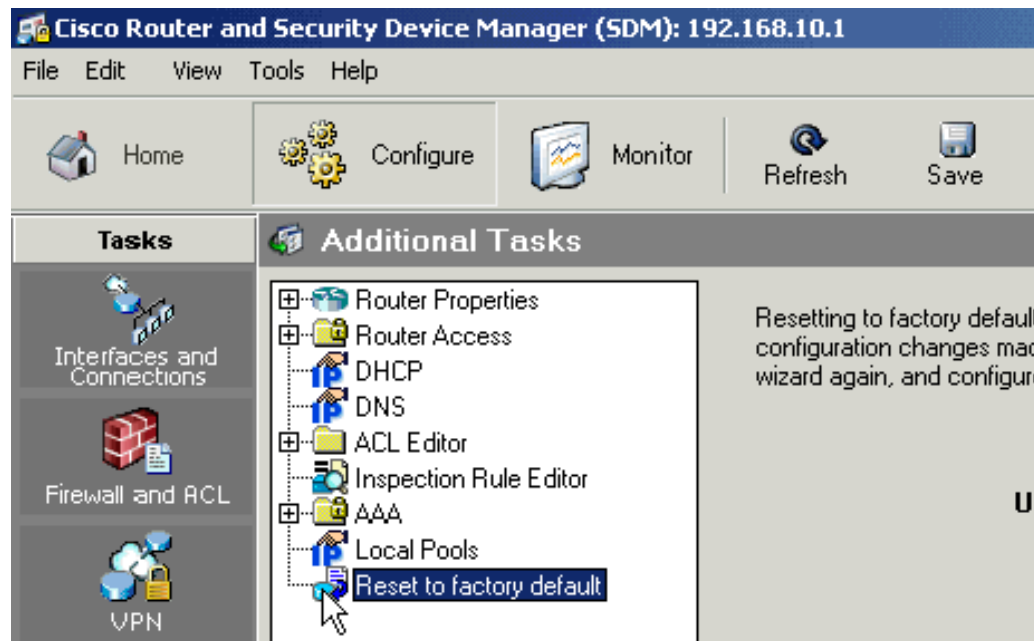 Cisco Router and Security Device Manager (SDM): 192.168.10.1
File Edit View Tools Help
Home Configure Monitor Refresh Save
Tasks
Additional Tasks
Interfaces and Connections
Firewall and ACL
VPN
Router Properties
Router Access
DHCP
DNS
ACL Editor
Inspection Rule Editor
AAA
Local Pools
Reset to factory default
Resetting to factory default
configuration changes mad
wizard again, and configur
U